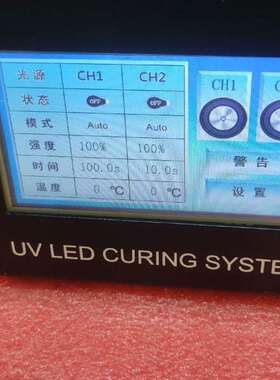 光源 CH1 CH2
状态 OFF OFF
模式 Auto Auto
强度 100% 100%
时间 100.0s 10.0s
温度 0 ℃ 0 ℃
CH1
警告
设置
UV LED CURING SYSTE